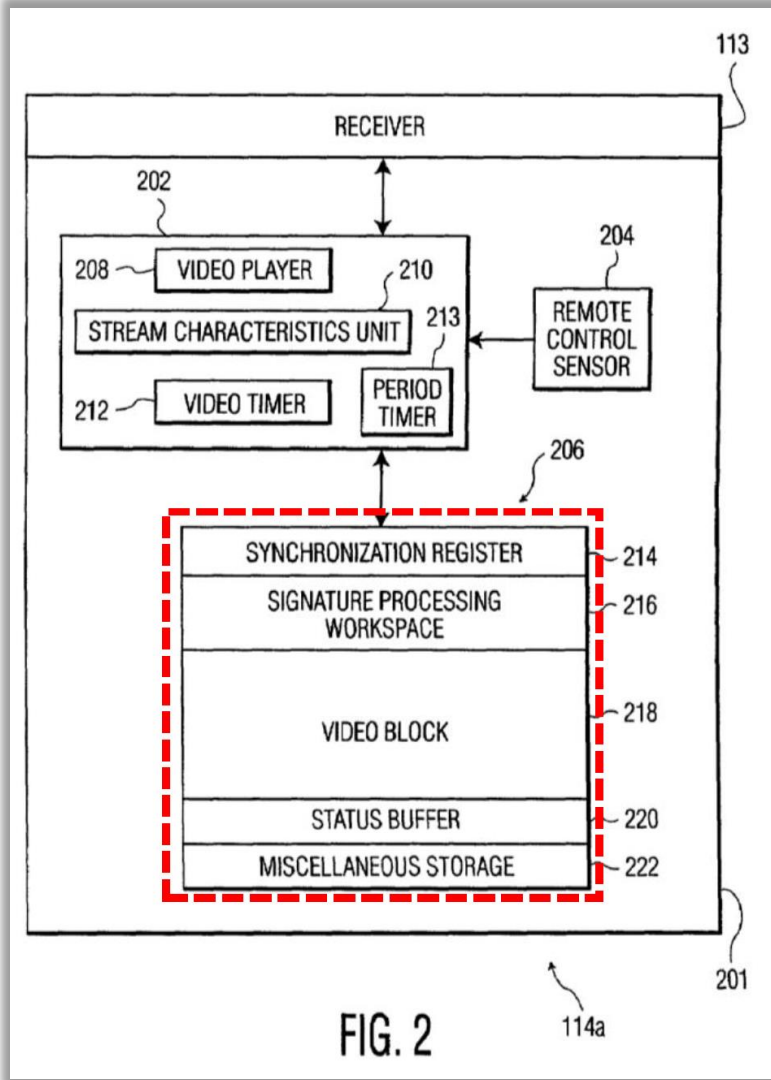 113
RECEIVER
202
208
VIDEO PLAYER
210
204
STREAM CHARACTERISTICS UNIT
213
REMOTE
CONTROL
SENSOR
212
VIDEO TIMER
PERIOD
TIMER
206
SYNCHRONIZATION REGISTER
214
SIGNATURE PROCESSING
WORKSPACE
216
VIDEO BLOCK
218
STATUS BUFFER
220
MISCELLANEOUS STORAGE
222
201
FIG. 2
114a